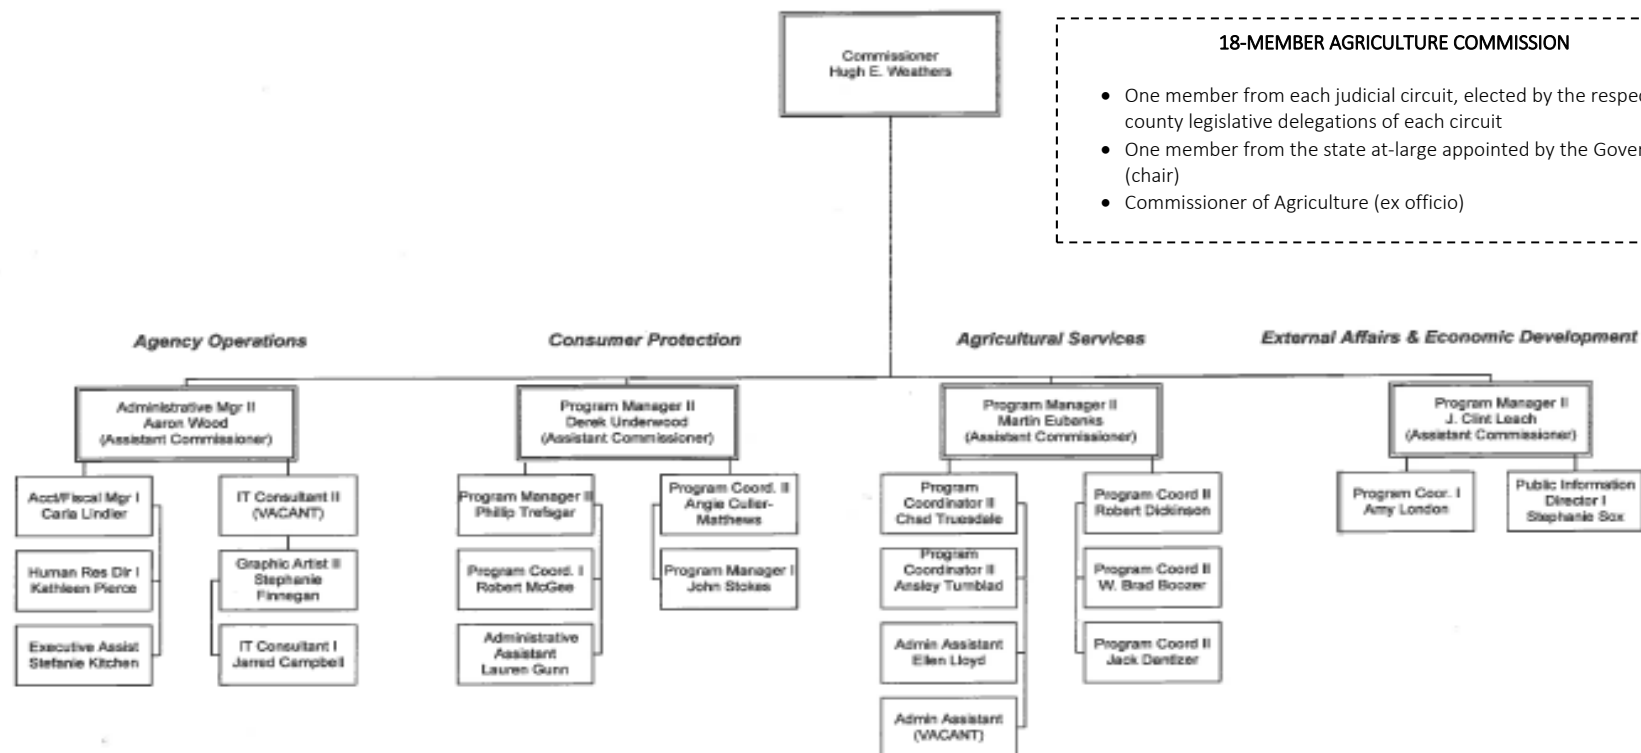 Commissioner
Hugh E. Weathers
18-MEMBER AGRICULTURE COMMISSION
• One member from each judicial circuit, elected by the
county legislative delegations of each circuit
• One member from the state at-large appointed by the
(chair)
• Commissioner of Agriculture (ex officio)
Agency Operations
Consumer Protection
Agricultural Services
External Affairs & Economic Development
Administrative Mgr II
Aaron Wood
(Assistant Commissioner)
Program Manager II
Derek Underwood
(Assistant Commissioner)
Program Manager II
Martin Eubanks
(Assistant Commissioner)
Program Manager II
J. Clint Leach
(Assistant Commissioner)
Acct/Fiscal Mgr I
Carla Lindler
IT Consultant II
(VACANT)
Program Manager II
Phillip Trefsgar
Program Coord. II
Angie Culler-
Matthews
Program
Coordinator II
Chad Truesdale
Program Coord II
Robert Dickinson
Program Coor. I
Amy London
Public Information
Director I
Stephanie Sox
Human Res Dir I
Kathleen Pierce
Graphic Artist II
Stephanie
Finnegan
Program Coord. I
Robert McGee
Program Manager I
John Stokes
Program
Coordinator II
Ansley Turnblad
Program Coord II
W. Brad Boozer
Executive Assist
Stefanie Kitchen
IT Consultant I
Jarred Campbell
Administrative
Assistant
Lauren Gunn
Admin Assistant
Ellen Lloyd
Program Coord II
Jack Dantzler
Admin Assistant
(VACANT)